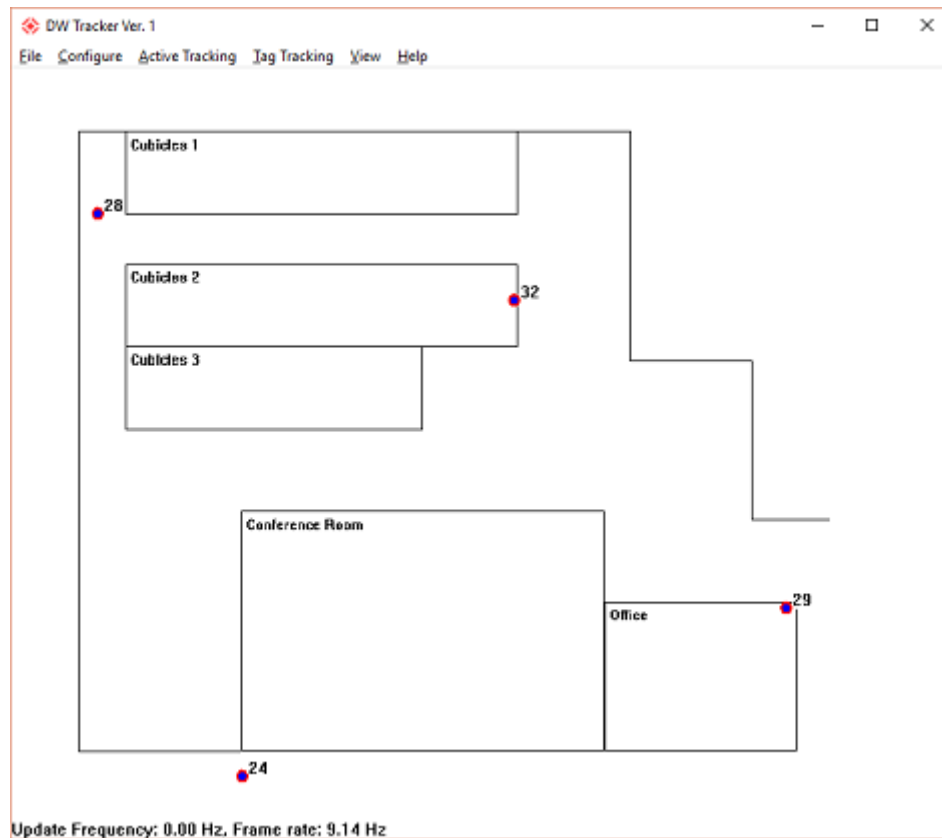 DW Tracker Ver. 1
File Configure Active Tracking Tag Tracking View Help
Cubicles 1
28
Cubicles 2
32
Cubicles 3
Conference Room
29
Office
24
Update Frequency: 0.00 Hz, Frame rate: 9.14 Hz